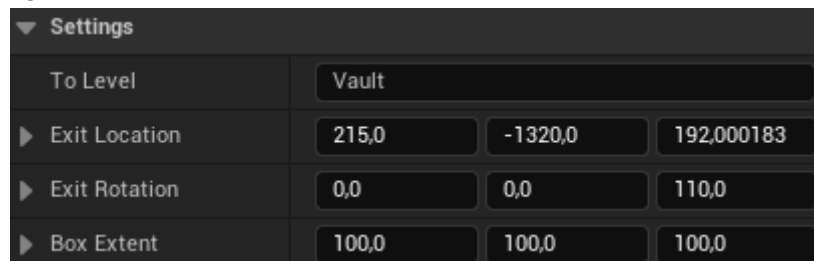 Settings
To Level Vault
Exit Location 215,0 -1320,0 192,000183
Exit Rotation 0,0 0,0 110,0
Box Extent 100,0 100,0 100,0